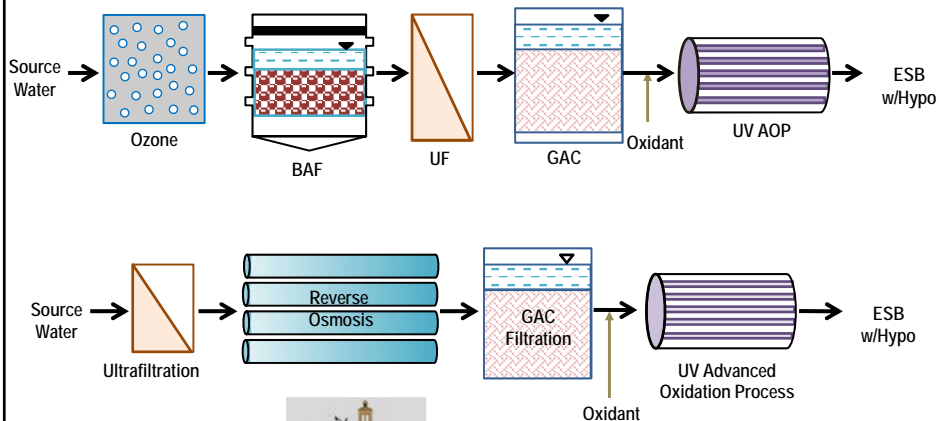 Source
Water
Ozone
BAF
UF
GAC
Oxidant
UV AOP
ESB
w/Hypo
Source
Water
Ultrafiltration
Reverse
Osmosis
GAC
Filtration
Oxidant
UV Advanced
Oxidation Process
ESB
w/Hypo